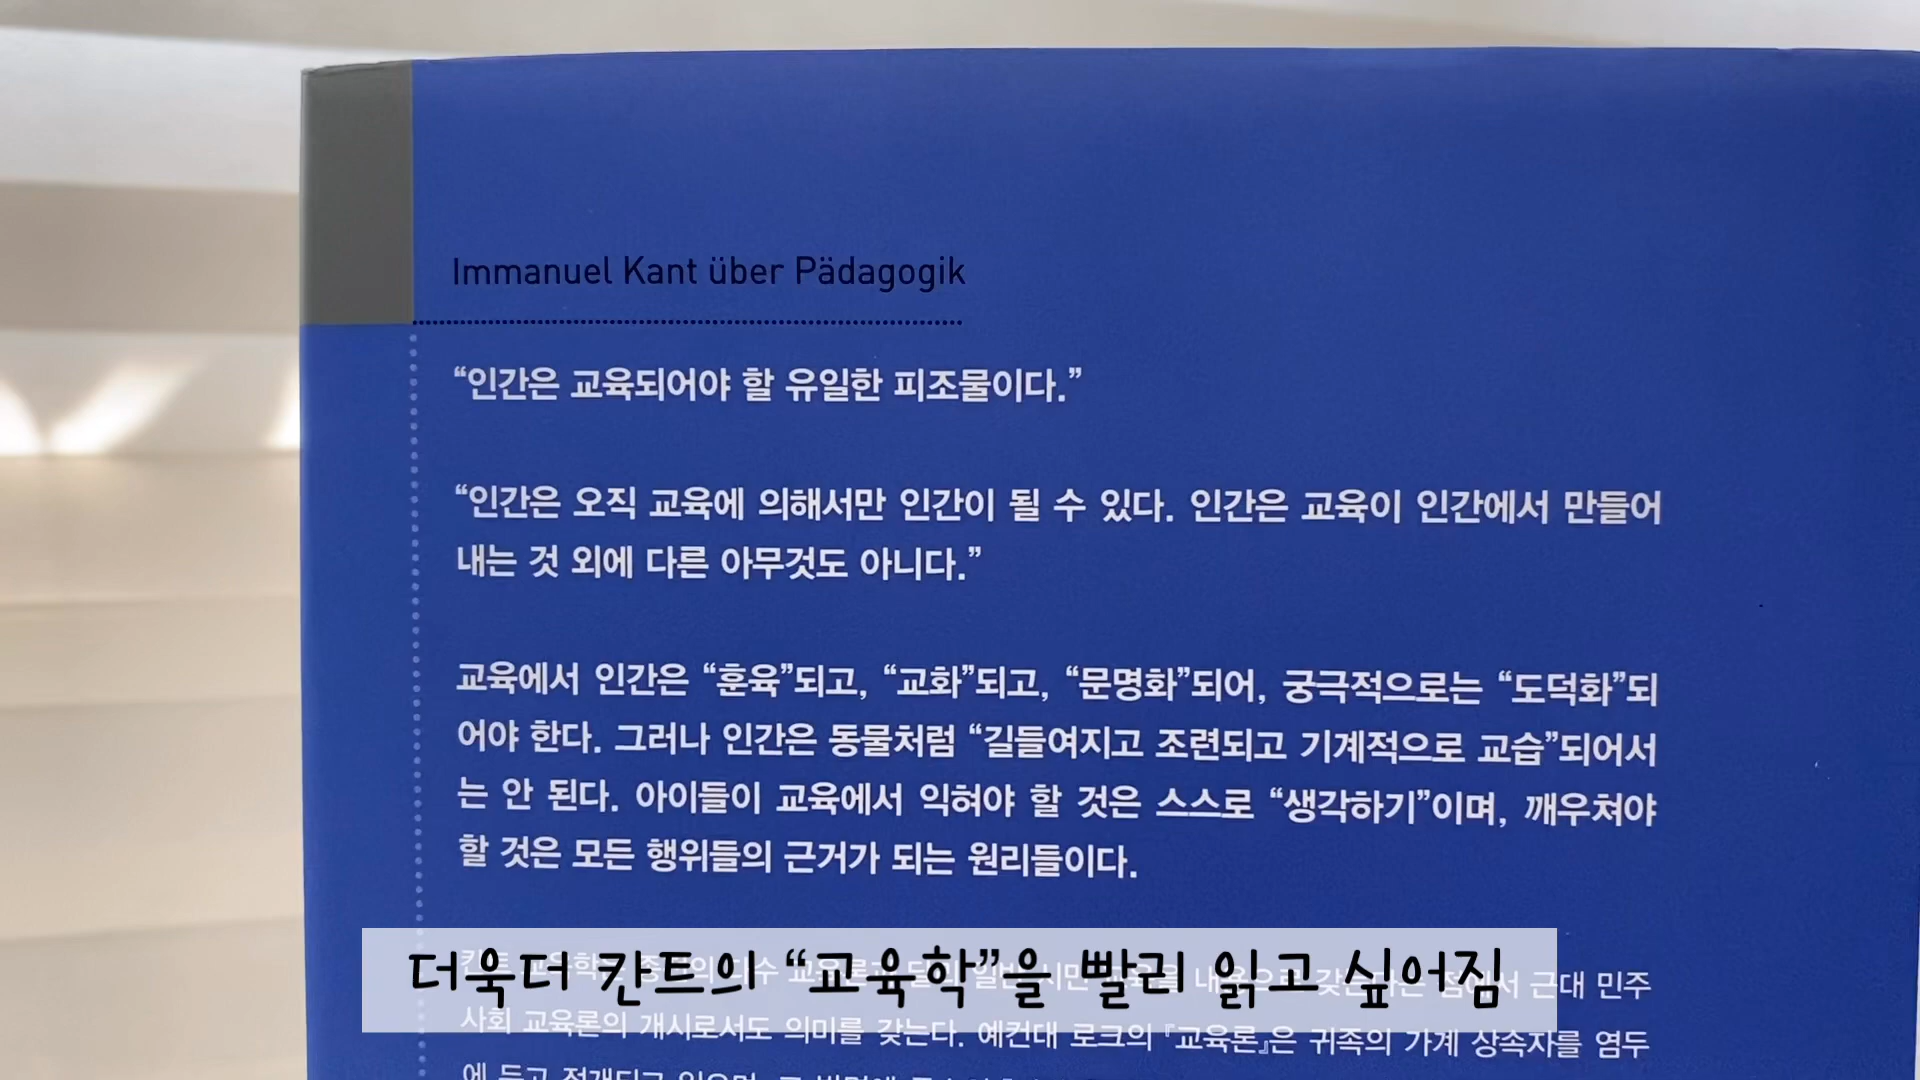 Immanuel Kant über Pädagogik
“인간은 교육되어야 할 유일한 피조물이다.”
“인간은 오직 교육에 의해서만 인간이 될 수 있다. 인간은 교육이 인간에서 만들어
내는 것 외에 다른 아무것도 아니다.”
교육에서 인간은 “훈육”되고, “교화”되고, “문명화”되어, 궁극적으로는 “도덕화”되
어야 한다. 그러나 인간은 동물처럼 “길들여지고 조련되고 기계적으로 교습”되어서
는 안 된다. 아이들이 교육에서 익혀야 할 것은 스스로 “생각하기”이며, 깨우쳐야
할 것은 모든 행위들의 근거가 되는 원리들이다.
더욱더 칸트의 “교육학”을 빨리 읽고 싶어짐
근대 민주
사회 교육론의 개시로서도 의미를 갖는다. 예컨대 로크의 『교육론』은 귀족의 가계 상속자를 염두